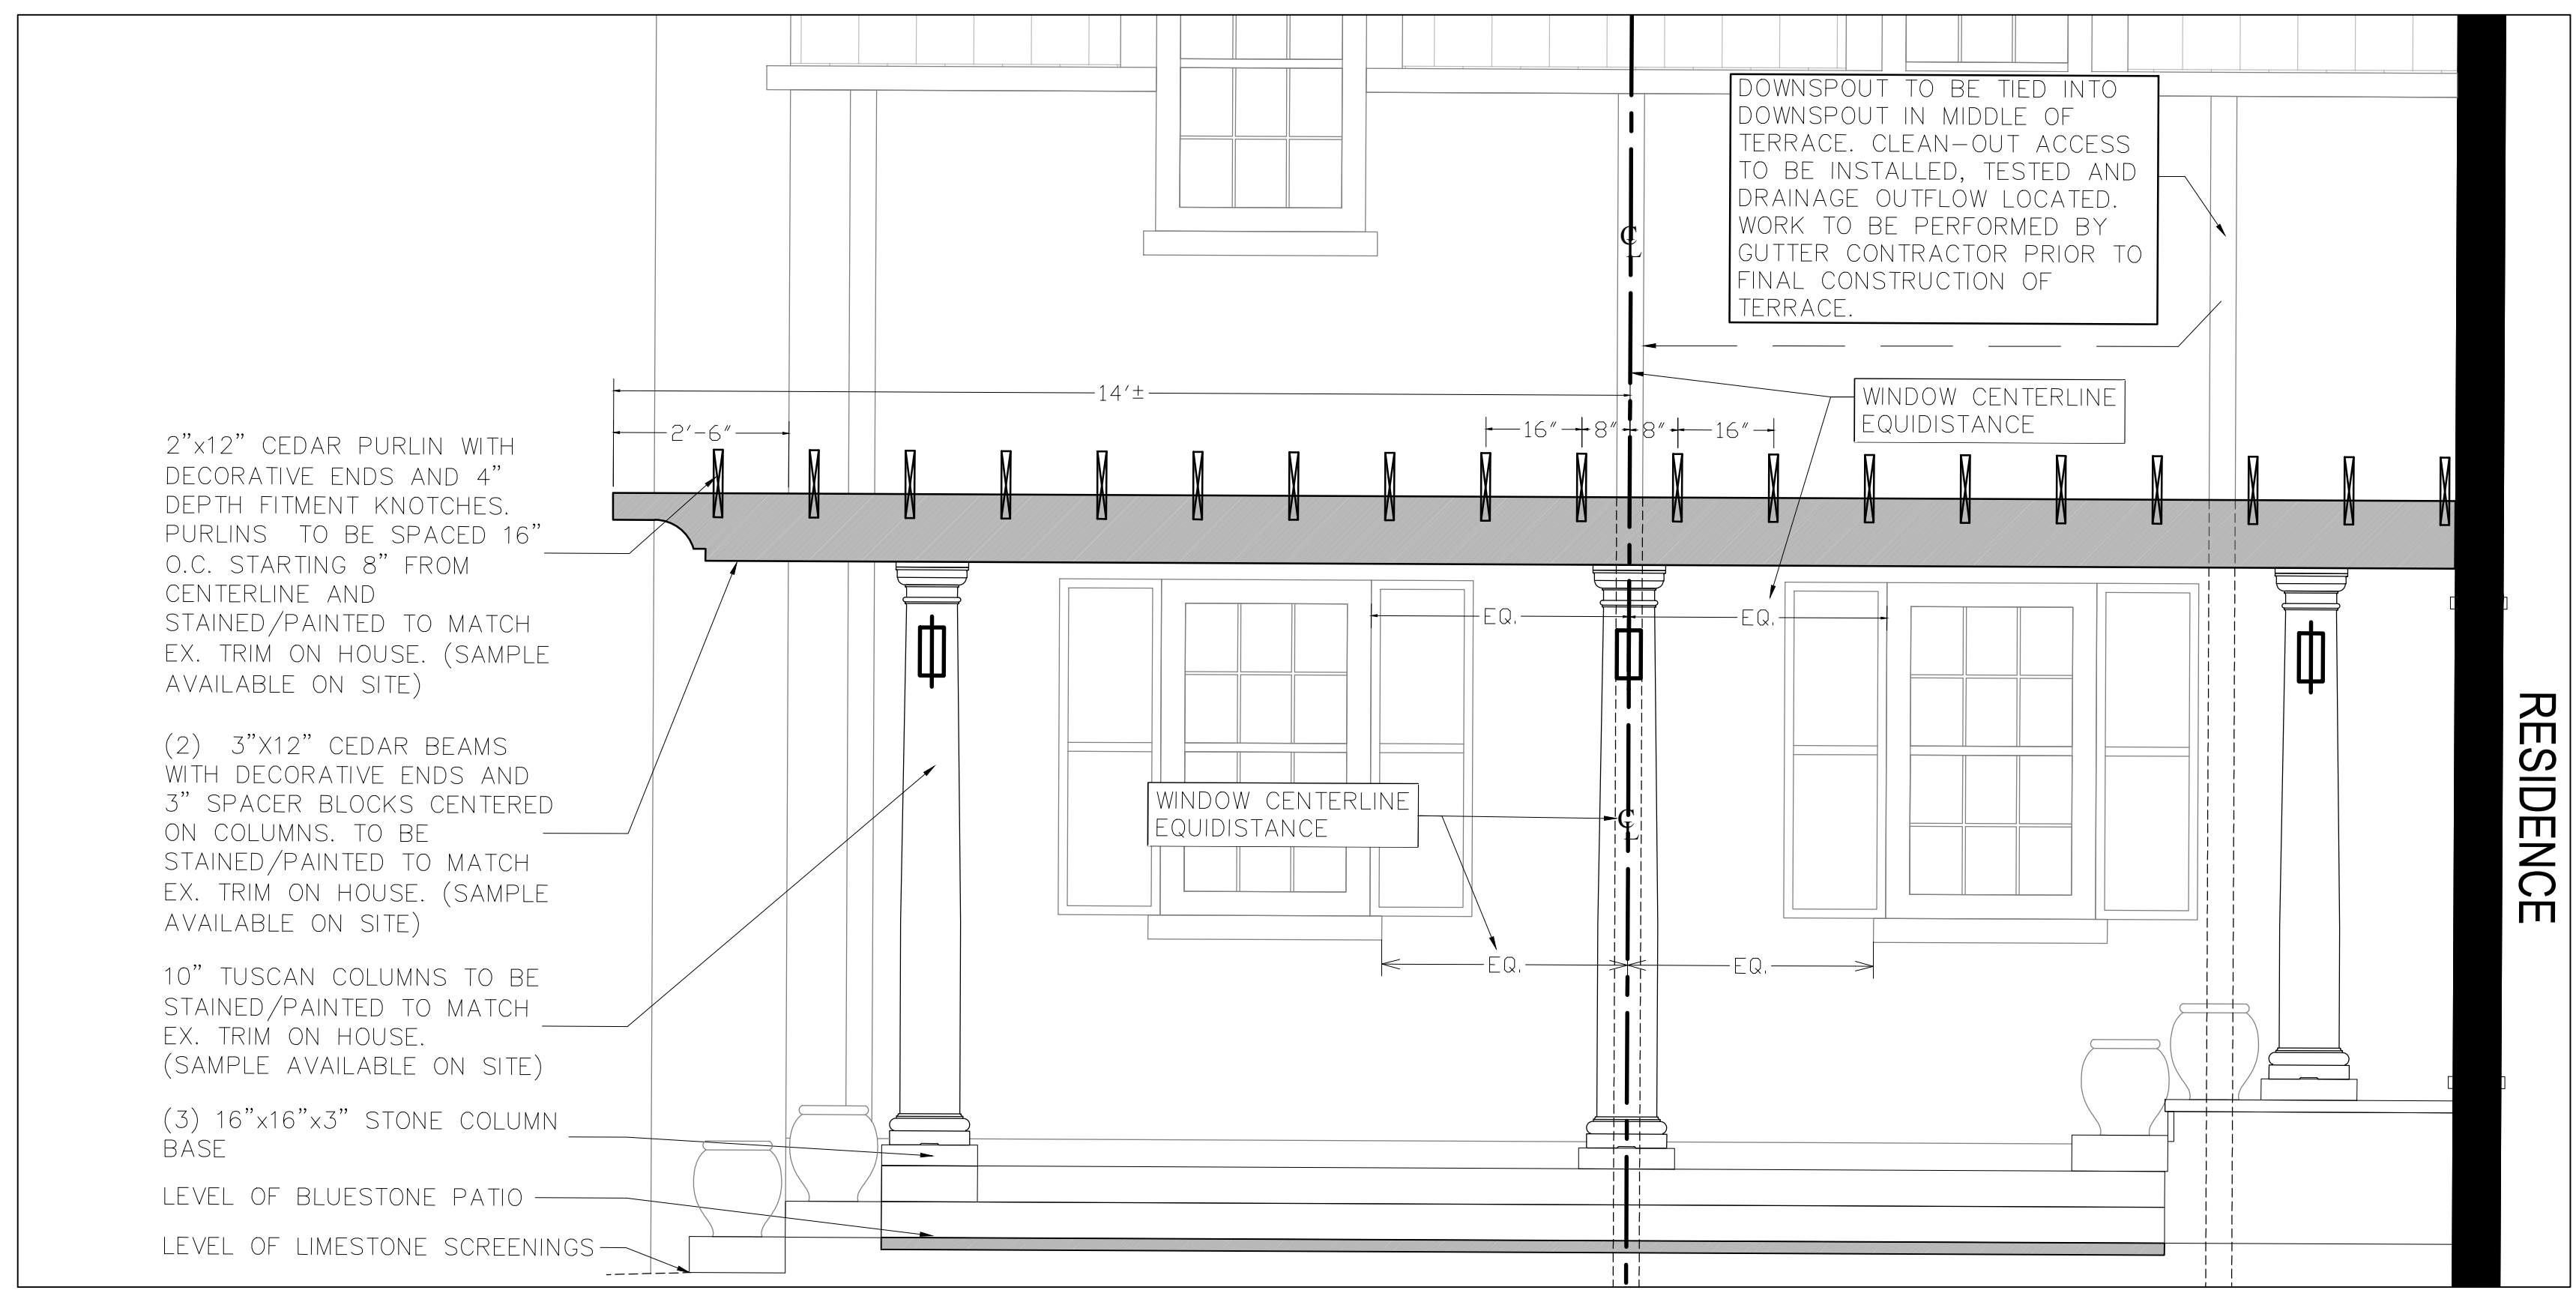 DOWNSPOUT TO BE TIED INTO
DOWNSPOUT IN MIDDLE OF
TERRACE. CLEAN-OUT ACCESS
TO BE INSTALLED, TESTED AND
DRAINAGE OUTFLOW LOCATED.
WORK TO BE PERFORMED BY
GUTTER CONTRACTOR PRIOR TO
FINAL CONSTRUCTION OF
TERRACE.
CL
14'±
WINDOW CENTERLINE
EQUIDISTANCE
2'-6"
16" 8" 8" 16"
2"x12" CEDAR PURLIN WITH
DECORATIVE ENDS AND 4"
DEPTH FITMENT KNOTCHES.
PURLINS TO BE SPACED 16"
O.C. STARTING 8" FROM
CENTERLINE AND
STAINED/PAINTED TO MATCH
EX. TRIM ON HOUSE. (SAMPLE
AVAILABLE ON SITE)
EQ. EQ.
(2) 3"X12" CEDAR BEAMS
WITH DECORATIVE ENDS AND
3" SPACER BLOCKS CENTERED
ON COLUMNS. TO BE
STAINED/PAINTED TO MATCH
EX. TRIM ON HOUSE. (SAMPLE
AVAILABLE ON SITE)
WINDOW CENTERLINE
EQUIDISTANCE
CL
EQ. EQ.
10" TUSCAN COLUMNS TO BE
STAINED/PAINTED TO MATCH
EX. TRIM ON HOUSE.
(SAMPLE AVAILABLE ON SITE)
(3) 16"x16"x3" STONE COLUMN
BASE
LEVEL OF BLUESTONE PATIO
LEVEL OF LIMESTONE SCREENINGS
RESIDENCE